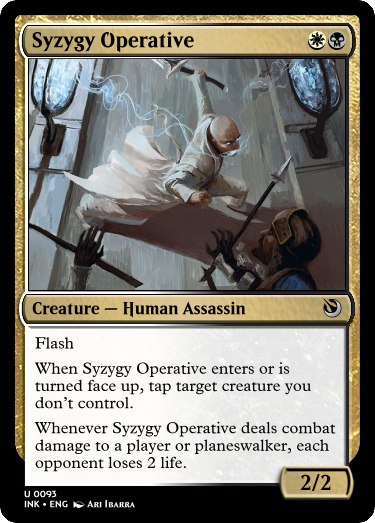 Syzygy Operative
Creature — Human Assassin
Flash
When Syzygy Operative enters or is
turned face up, tap target creature you
don't control.
Whenever Syzygy Operative deals combat
damage to a player or planeswalker, each
opponent loses 2 life.
2/2
U 0093
INK • ENG Ari Ibarra